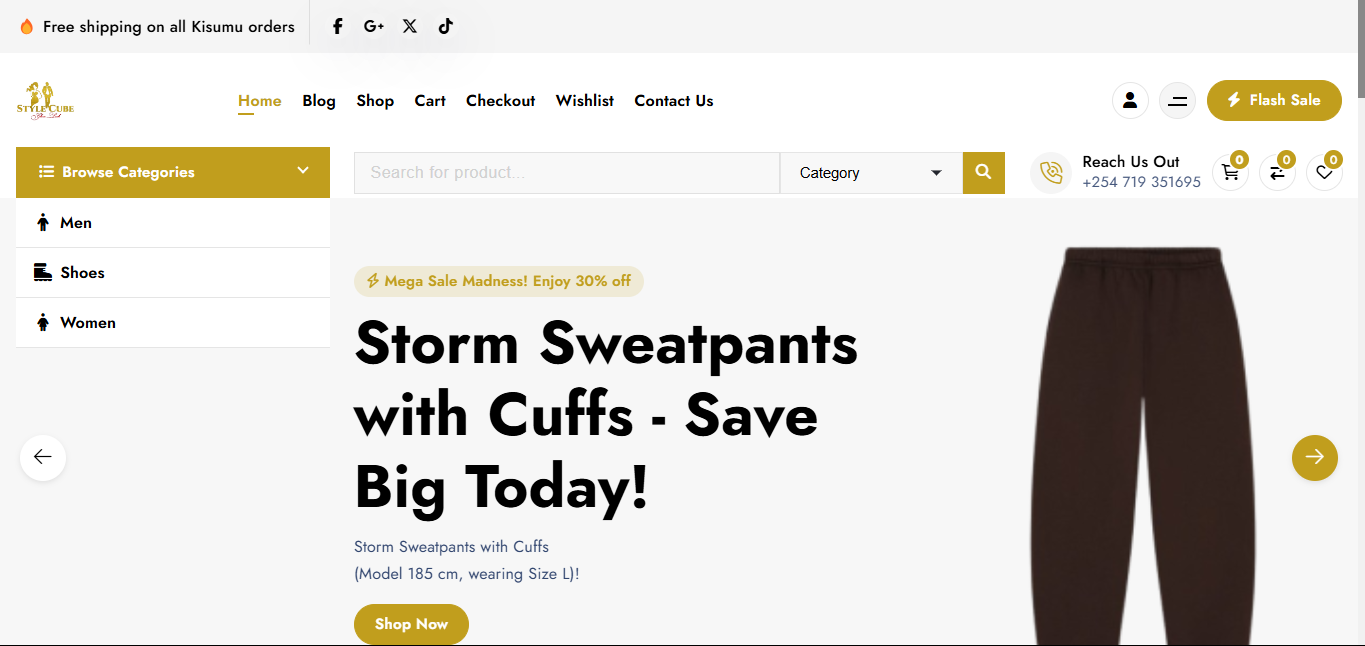 Free shipping on all Kisumu orders
G+
STYLE CUBE
Home Blog Shop Cart Checkout Wishlist Contact Us
Flash Sale
Browse Categories
Search for product...
Category
Reach Us Out
+254 719 351695
0 0 0
Men
Shoes
Women
Mega Sale Madness! Enjoy 30% off
Storm Sweatpants
with Cuffs - Save
Big Today!
Storm Sweatpants with Cuffs
(Model 185 cm, wearing Size L)!
Shop Now